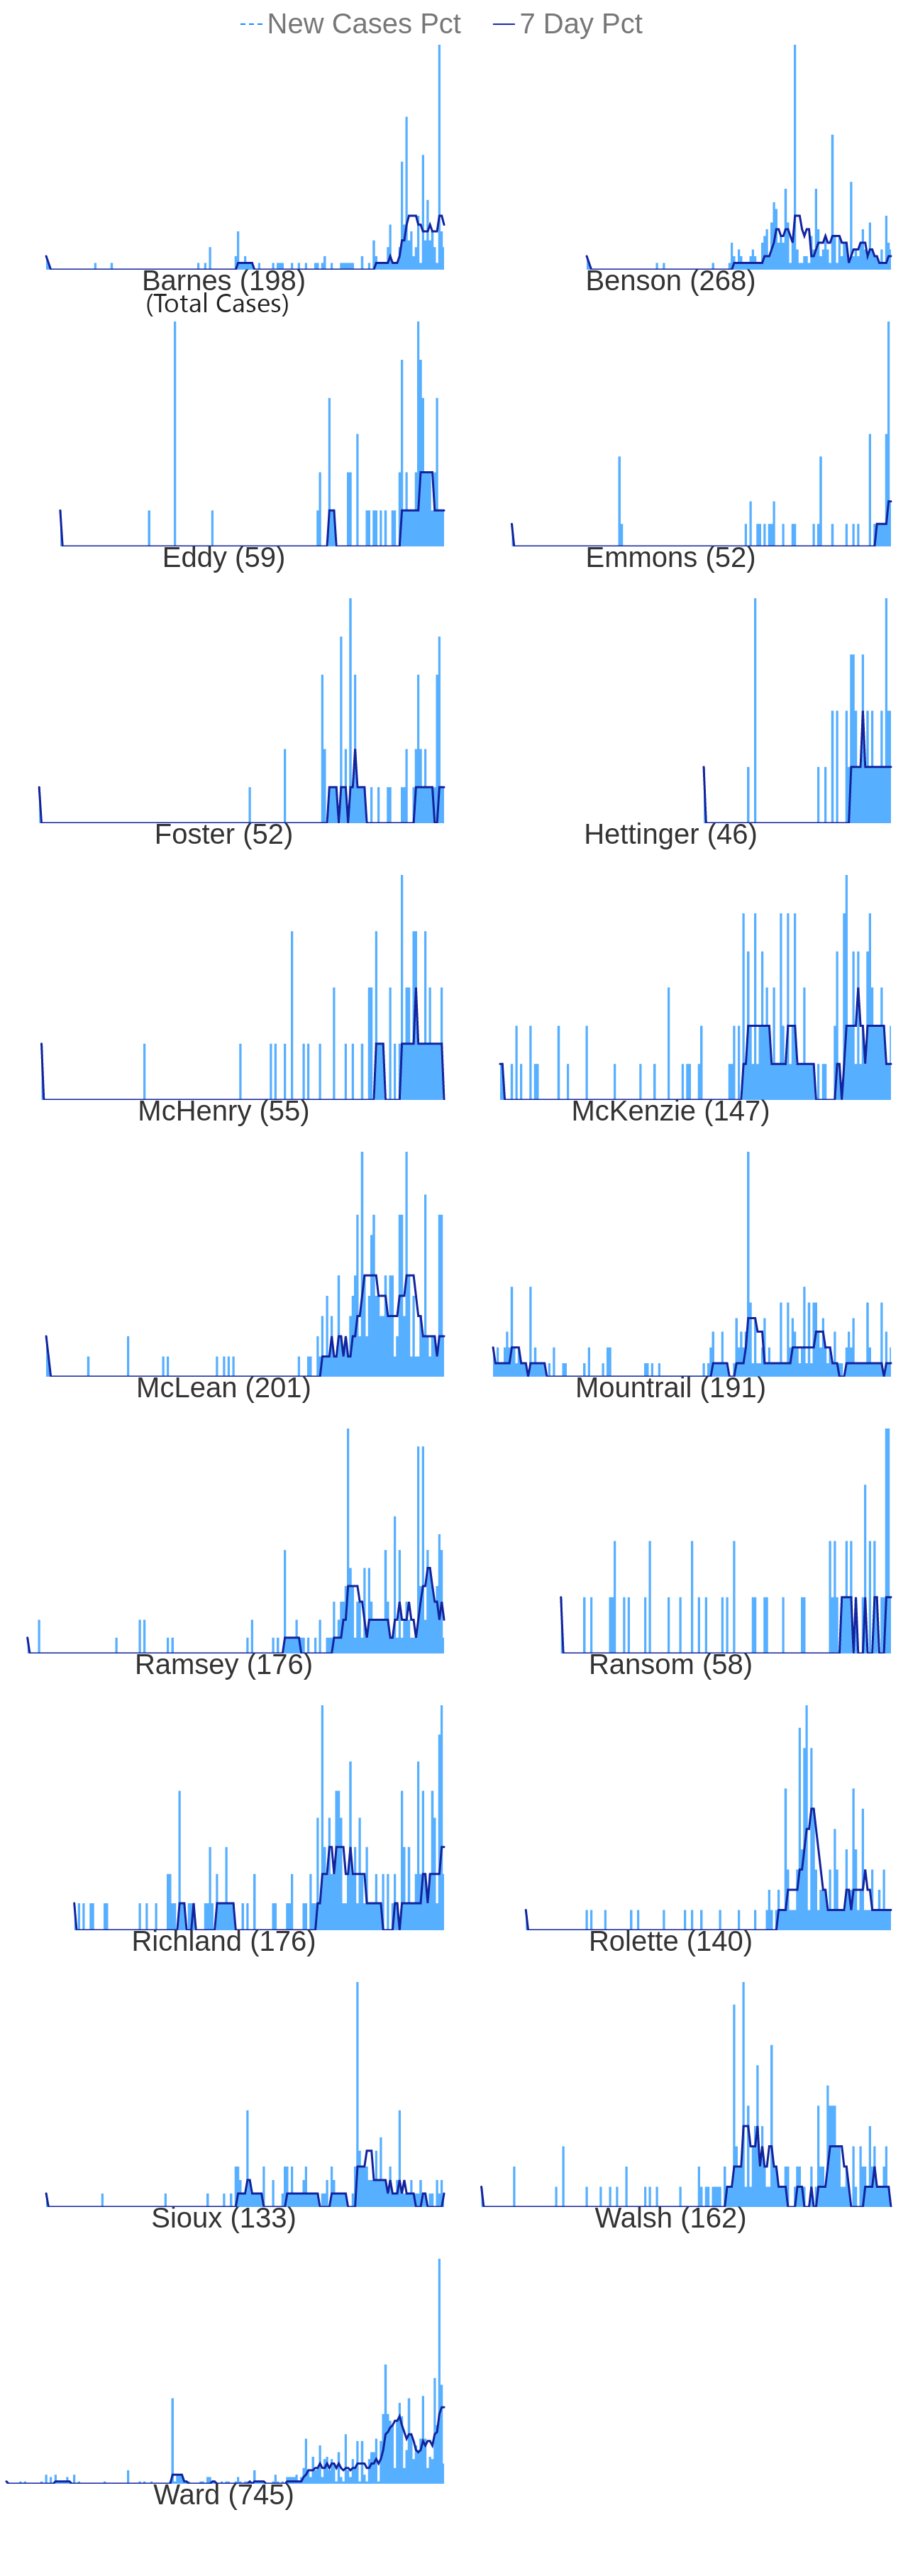 New Cases Pct 7 Day Pct
Barnes (198) Benson (268)
(Total Cases)
Eddy (59) Emmons (52)
Foster (52) Hettinger (46)
McHenry (55) McKenzie (147)
McLean (201) Mountrail (191)
Ramsey (176) Ransom (58)
Richland (176) Rolette (140)
Sioux (133) Walsh (162)
Ward (745)